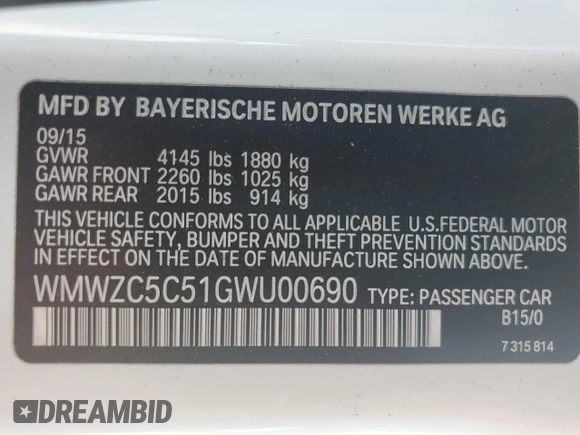 MFD BY BAYERISCHE MOTOREN WERKE AG
09/15
GVWR 4145 lbs 1880 kg
GAWR FRONT 2260 lbs 1025 kg
GAWR REAR 2015 lbs 914 kg
THIS VEHICLE CONFORMS TO ALL APPLICABLE U.S.FEDERAL MOTOR
VEHICLE SAFETY, BUMPER AND THEFT PREVENTION STANDARDS
IN EFFECT ON THE DATE OF MANUFACTURE SHOWN ABOVE.
WMWZC5C51GWU00690 TYPE: PASSENGER CAR
B15/0
7 315 814
DREAMBID